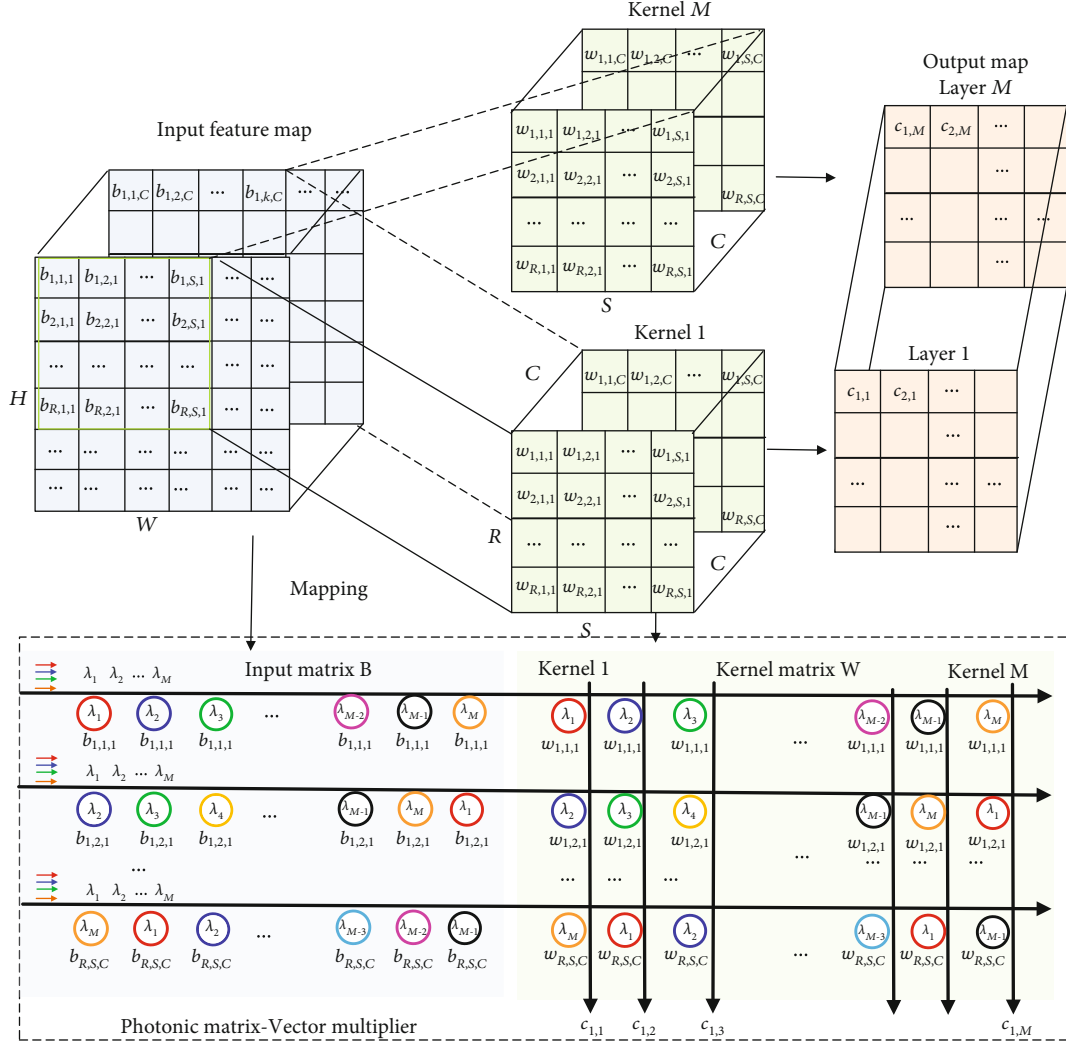 Kernel M
w1,1,C w1,2,C ... w1,S,C
Output map
Layer M
w1,1,1 w1,2,1 ... w1,S,1
c1,M c2,M ...
Input feature map
w2,1,1 w2,2,1 ... w2,S,1
...
b1,1,C b1,2,C ... b1,k,C ... ...
wR,S,C
... ... ... ...
... ... ...
C
wR,1,1 wR,2,1 ... wR,S,1
...
b1,1,1 b1,2,1 ... b1,S,1 ... ...
S
b2,1,1 b2,2,1 ... b2,S,1 ... ...
Kernel 1
Layer 1
... ... ... ... ...
w1,1,C w1,2,C ... w1,S,C
C
H
bR,1,1 bR,2,1 ... bR,S,1 ... ...
c1,1 c2,1 ...
w1,1,1 w1,2,1 ... w1,S,1
...
... ... ... ... ... ...
w2,1,1 w2,2,1 ... w2,S,1
... ... ...
... ... ... ... ... ...
wR,S,C
W
R
... ... ... ...
...
C
wR,1,1 wR,2,1 ... wR,S,1
Mapping
S
λ1 λ2 ... λM
Input matrix B
Kernel 1
Kernel matrix W
Kernel M
λ1 λ2 λ3 ... λM-2 λM-1 λM λ1 λ2 λ3 λM-2 λM-1 λM
b1,1,1 b1,1,1 b1,1,1 b1,1,1 b1,1,1 b1,1,1 w1,1,1 w1,1,1 w1,1,1 ... w1,1,1 w1,1,1 w1,1,1
λ1 λ2 ... λM
λ2 λ3 λ4 ... λM-1 λM λ1 λ2 λ3 λ4 λM-1 λM λ1
b1,2,1 b1,2,1 b1,2,1 b1,2,1 b1,2,1 b1,2,1 w1,2,1 w1,2,1 w1,2,1 ... w1,2,1 w1,2,1 w1,2,1
...
... ... ... ... ... ...
λ1 λ2 ... λM
λM λ1 λ2 ... λM-3 λM-2 λM-1 λM λ1 λ2 λM-3 λ1 λM-1
bR,S,C bR,S,C bR,S,C bR,S,C bR,S,C bR,S,C wR,S,C wR,S,C wR,S,C ... wR,S,C wR,S,C wR,S,C
Photonic matrix-Vector multiplier
c1,1 c1,2 c1,3 c1,M